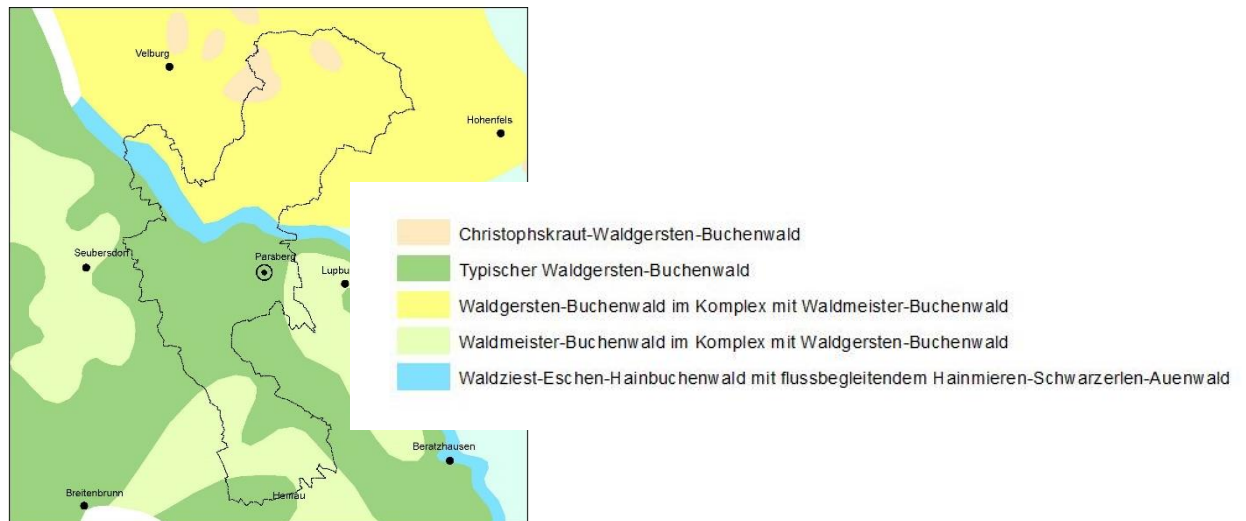 Velburg
Hohenfels
Seubersdorf
Parsberg
Lupbu
Beratzhausen
Breitenbrunn
Hemau
Christophskraut-Waldgersten-Buchenwald
Typischer Waldgersten-Buchenwald
Waldgersten-Buchenwald im Komplex mit Waldmeister-Buchenwald
Waldmeister-Buchenwald im Komplex mit Waldgersten-Buchenwald
Waldziest-Eschen-Hainbuchenwald mit flussbegleitendem Hainmieren-Schwarzerlen-Auenwald